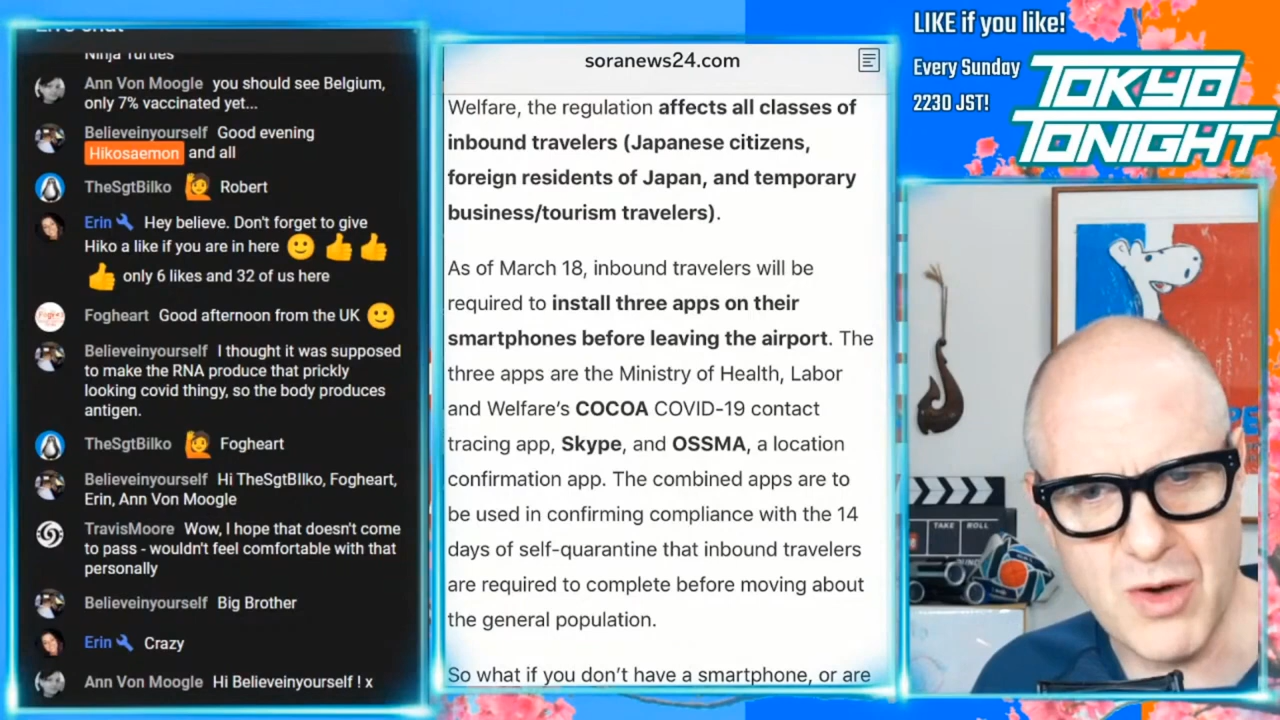 Live chat
Ninja Turtles
Ann Von Moogle you should see Belgium,
only 7% vaccinated yet...
Believeinyourself Good evening
Hikosaemon and all
TheSgtBilko 🙋 Robert
Erin Hey believe. Don't forget to give
Hiko a like if you are in here 🙂 👍 👍
👍 only 6 likes and 32 of us here
Fogheart Good afternoon from the UK 🙂
Believeinyourself I thought it was supposed
to make the RNA produce that prickly
looking covid thingy, so the body produces
antigen.
TheSgtBilko 🙋 Fogheart
Believeinyourself Hi TheSgtBIlko, Fogheart,
Erin, Ann Von Moogle
TravisMoore Wow, I hope that doesn't come
to pass - wouldn't feel comfortable with that
personally
Believeinyourself Big Brother
Erin Crazy
Ann Von Moogle Hi Believeinyourself ! x
soranews24.com
Welfare, the regulation affects all classes of
inbound travelers (Japanese citizens,
foreign residents of Japan, and temporary
business/tourism travelers).
As of March 18, inbound travelers will be
required to install three apps on their
smartphones before leaving the airport. The
three apps are the Ministry of Health, Labor
and Welfare's COCOA COVID-19 contact
tracing app, Skype, and OSSMA, a location
confirmation app. The combined apps are to
be used in confirming compliance with the 14
days of self-quarantine that inbound travelers
are required to complete before moving about
the general population.
So what if you don't have a smartphone, or are
LIKE if you like!
Every Sunday
2230 JST!
TOKYO
TONIGHT
TAKE ROLL